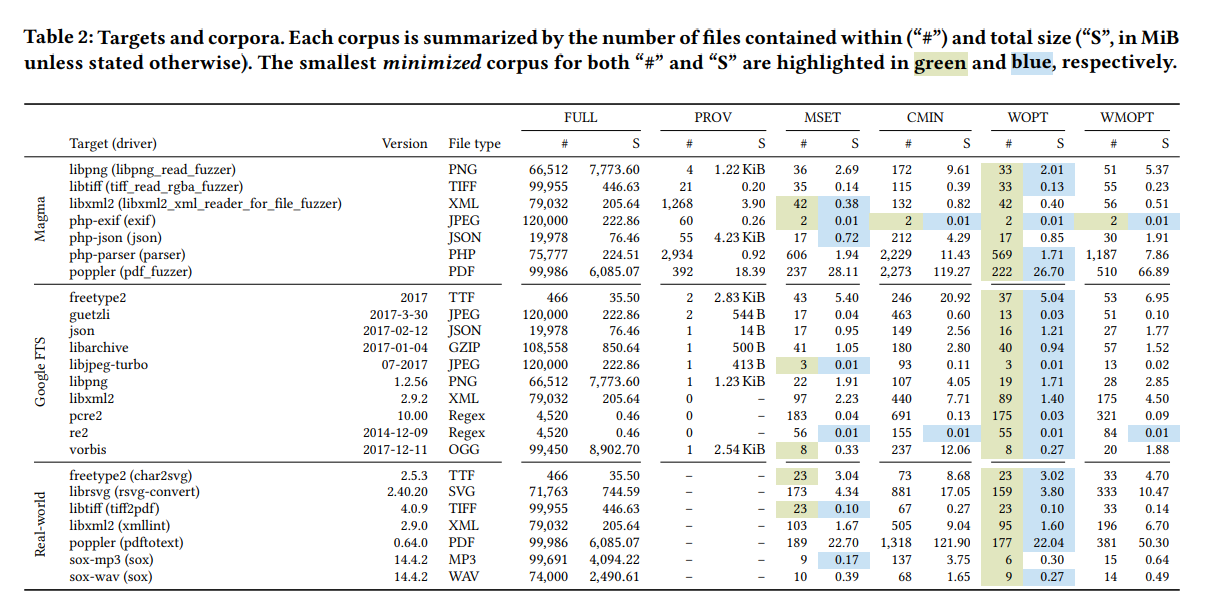 Table 2: Targets and corpora. Each corpus is summarized by the number of files contained within (“#”) and total size (“S”, in MiB
unless stated otherwise). The smallest minimized corpus for both “#” and “S” are highlighted in green and blue, respectively.
FULL PROV MSET CMIN WOPT WMOPT
Target (driver) Version File type # S # S # S # S # S # S
Magma
libpng (libpng_read_fuzzer) PNG 66,512 7,773.60 4 1.22 KiB 36 2.69 172 9.61 33 2.01 51 5.37
libtiff (tiff_read_rgba_fuzzer) TIFF 99,955 446.63 21 0.20 35 0.14 115 0.39 33 0.13 55 0.23
libxml2 (libxml2_xml_reader_for_file_fuzzer) XML 79,032 205.64 1,268 3.90 42 0.38 132 0.82 42 0.40 56 0.51
php-exif (exif) JPEG 120,000 222.86 60 0.26 2 0.01 2 0.01 2 0.01 2 0.01
php-json (json) JSON 19,978 76.46 55 4.23 KiB 17 0.72 212 4.29 17 0.85 30 1.91
php-parser (parser) PHP 75,777 224.51 2,934 0.92 606 1.94 2,229 11.43 569 1.71 1,187 7.86
poppler (pdf_fuzzer) PDF 99,986 6,085.07 392 18.39 237 28.11 2,273 119.27 222 26.70 510 66.89
Google FTS
freetype2 2017 TTF 466 35.50 2 2.83 KiB 43 5.40 246 20.92 37 5.04 53 6.95
guetzli 2017-3-30 JPEG 120,000 222.86 2 544 B 17 0.04 463 0.60 13 0.03 51 0.10
json 2017-02-12 JSON 19,978 76.46 1 14 B 17 0.95 149 2.56 16 1.21 27 1.77
libarchive 2017-01-04 GZIP 108,558 850.64 1 500 B 41 1.05 180 2.80 40 0.94 57 1.52
libjpeg-turbo 07-2017 JPEG 120,000 222.86 1 413 B 3 0.01 93 0.11 3 0.01 13 0.02
libpng 1.2.56 PNG 66,512 7,773.60 1 1.23 KiB 22 1.91 107 4.05 19 1.71 28 2.85
libxml2 2.9.2 XML 79,032 205.64 0 – 97 2.23 440 7.71 89 1.40 175 4.50
pcre2 10.00 Regex 4,520 0.46 0 – 183 0.04 691 0.13 175 0.03 321 0.09
re2 2014-12-09 Regex 4,520 0.46 0 – 56 0.01 155 0.01 55 0.01 84 0.01
vorbis 2017-12-11 OGG 99,450 8,902.70 1 2.54 KiB 8 0.33 237 12.06 8 0.27 20 1.88
Real-world
freetype2 (char2svg) 2.5.3 TTF 466 35.50 – – 23 3.04 73 8.68 23 3.02 33 4.70
librsvg (rsvg-convert) 2.40.20 SVG 71,763 744.59 – – 173 4.34 881 17.05 159 3.80 333 10.47
libtiff (tiff2pdf) 4.0.9 TIFF 99,955 446.63 – – 23 0.10 67 0.27 23 0.10 33 0.14
libxml2 (xmllint) 2.9.0 XML 79,032 205.64 – – 103 1.67 505 9.04 95 1.60 196 6.70
poppler (pdftotext) 0.64.0 PDF 99,986 6,085.07 – – 189 22.70 1,318 121.90 177 22.04 381 50.30
sox-mp3 (sox) 14.4.2 MP3 99,691 4,094.22 – – 9 0.17 137 3.75 6 0.30 15 0.64
sox-wav (sox) 14.4.2 WAV 74,000 2,490.61 – – 10 0.39 68 1.65 9 0.27 14 0.49